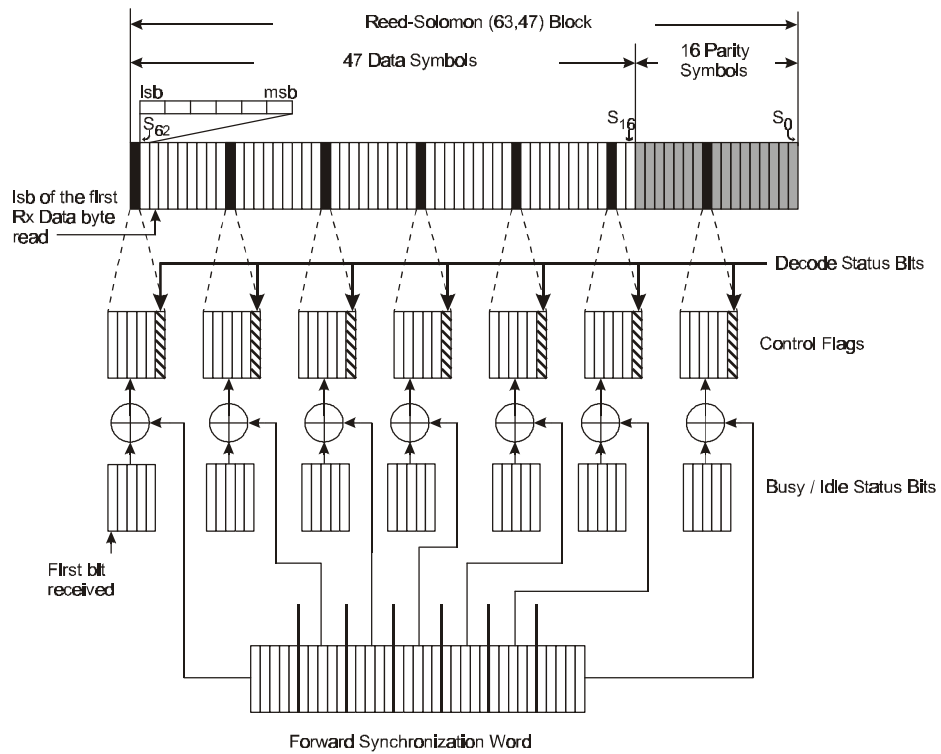 Reed-Solomon (63,47) Block
47 Data Symbols
16 Parity
Symbols
lsb
msb
S62
S16
S0
lsb of the first
Rx Data byte
read
Decode Status Bits
Control Flags
Busy / Idle Status Bits
First bit
received
Forward Synchronization Word